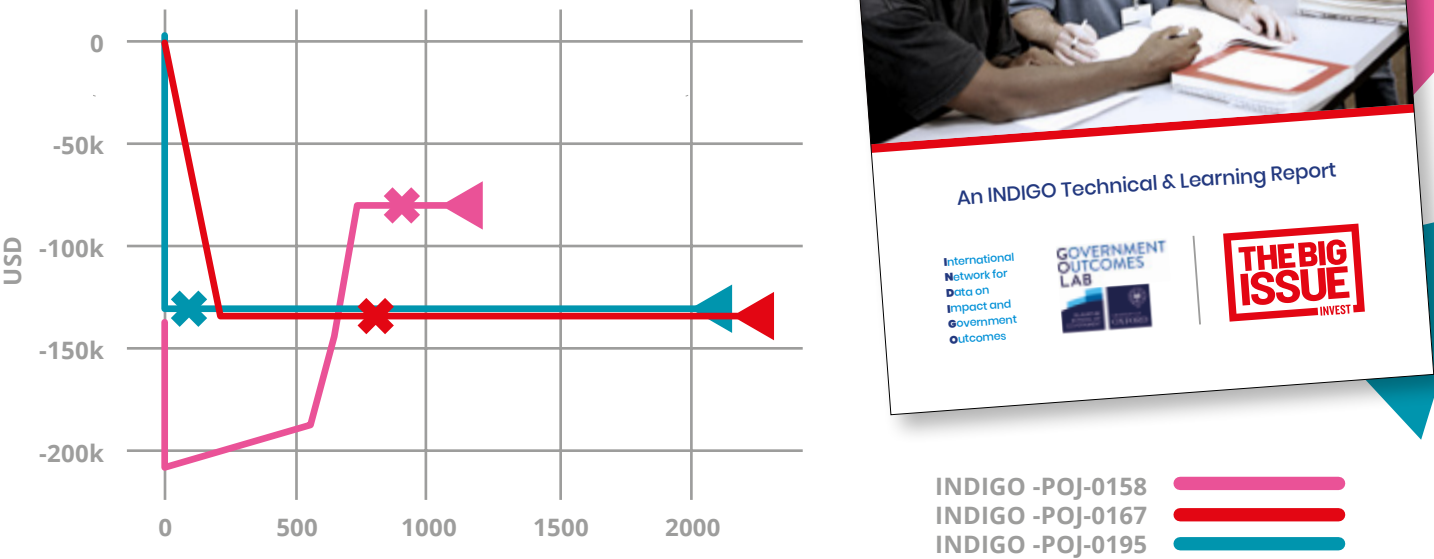 0
-50k
-100k
-150k
-200k
USD
0 500 1000 1500 2000
An INDIGO Technical & Learning Report
International
Network for
Data on
Impact and
Government
Outcomes
GOVERNMENT
OUTCOMES
LAB
THE BIG
ISSUE
INVEST
INDIGO -POJ-0158
INDIGO -POJ-0167
INDIGO -POJ-0195